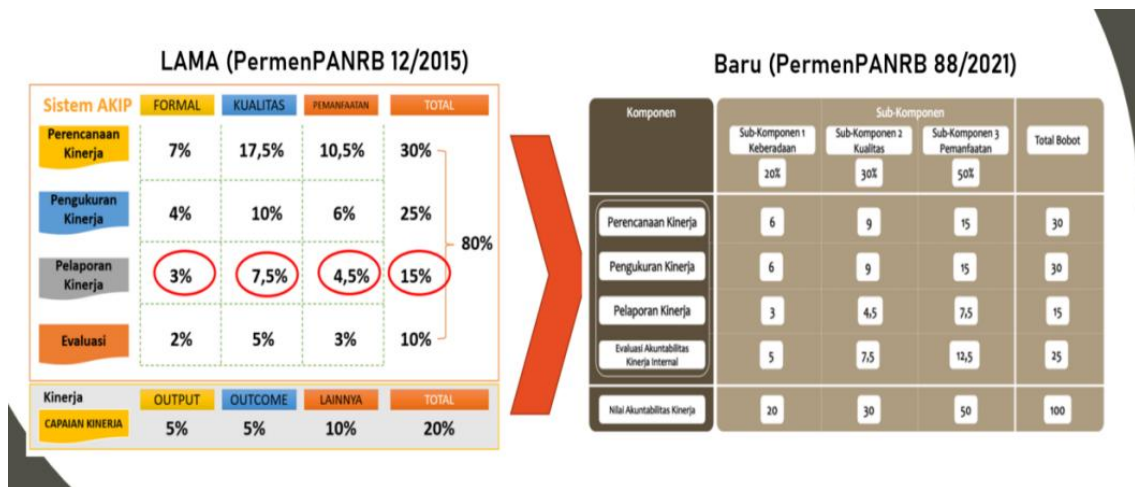 LAMA (PermenPANRB 12/2015)
Sistem AKIP FORMAL KUALITAS PEMANFAATAN TOTAL
Perencanaan
Kinerja
7% 17,5% 10,5% 30%
Pengukuran
Kinerja
4% 10% 6% 25%
80%
Pelaporan
Kinerja
3% 7,5% 4,5% 15%
Evaluasi 2% 5% 3% 10%
Kinerja OUTPUT OUTCOME LAINNYA TOTAL
CAPAIAN KINERJA 5% 5% 10% 20%
Baru (PermenPANRB 88/2021)
Komponen Sub-Komponen
Sub-Komponen 1
Keberadaan
Sub-Komponen 2
Kualitas
Sub-Komponen 3
Pemanfaatan
Total Bobot
20% 30% 50%
Perencanaan Kinerja 6 9 15 30
Pengukuran Kinerja 6 9 15 30
Pelaporan Kinerja 3 4,5 7,5 15
Evaluasi Akuntabilitas
Kinerja Internal
5 7,5 12,5 25
Nilai Akuntabilitas Kinerja 20 30 50 100